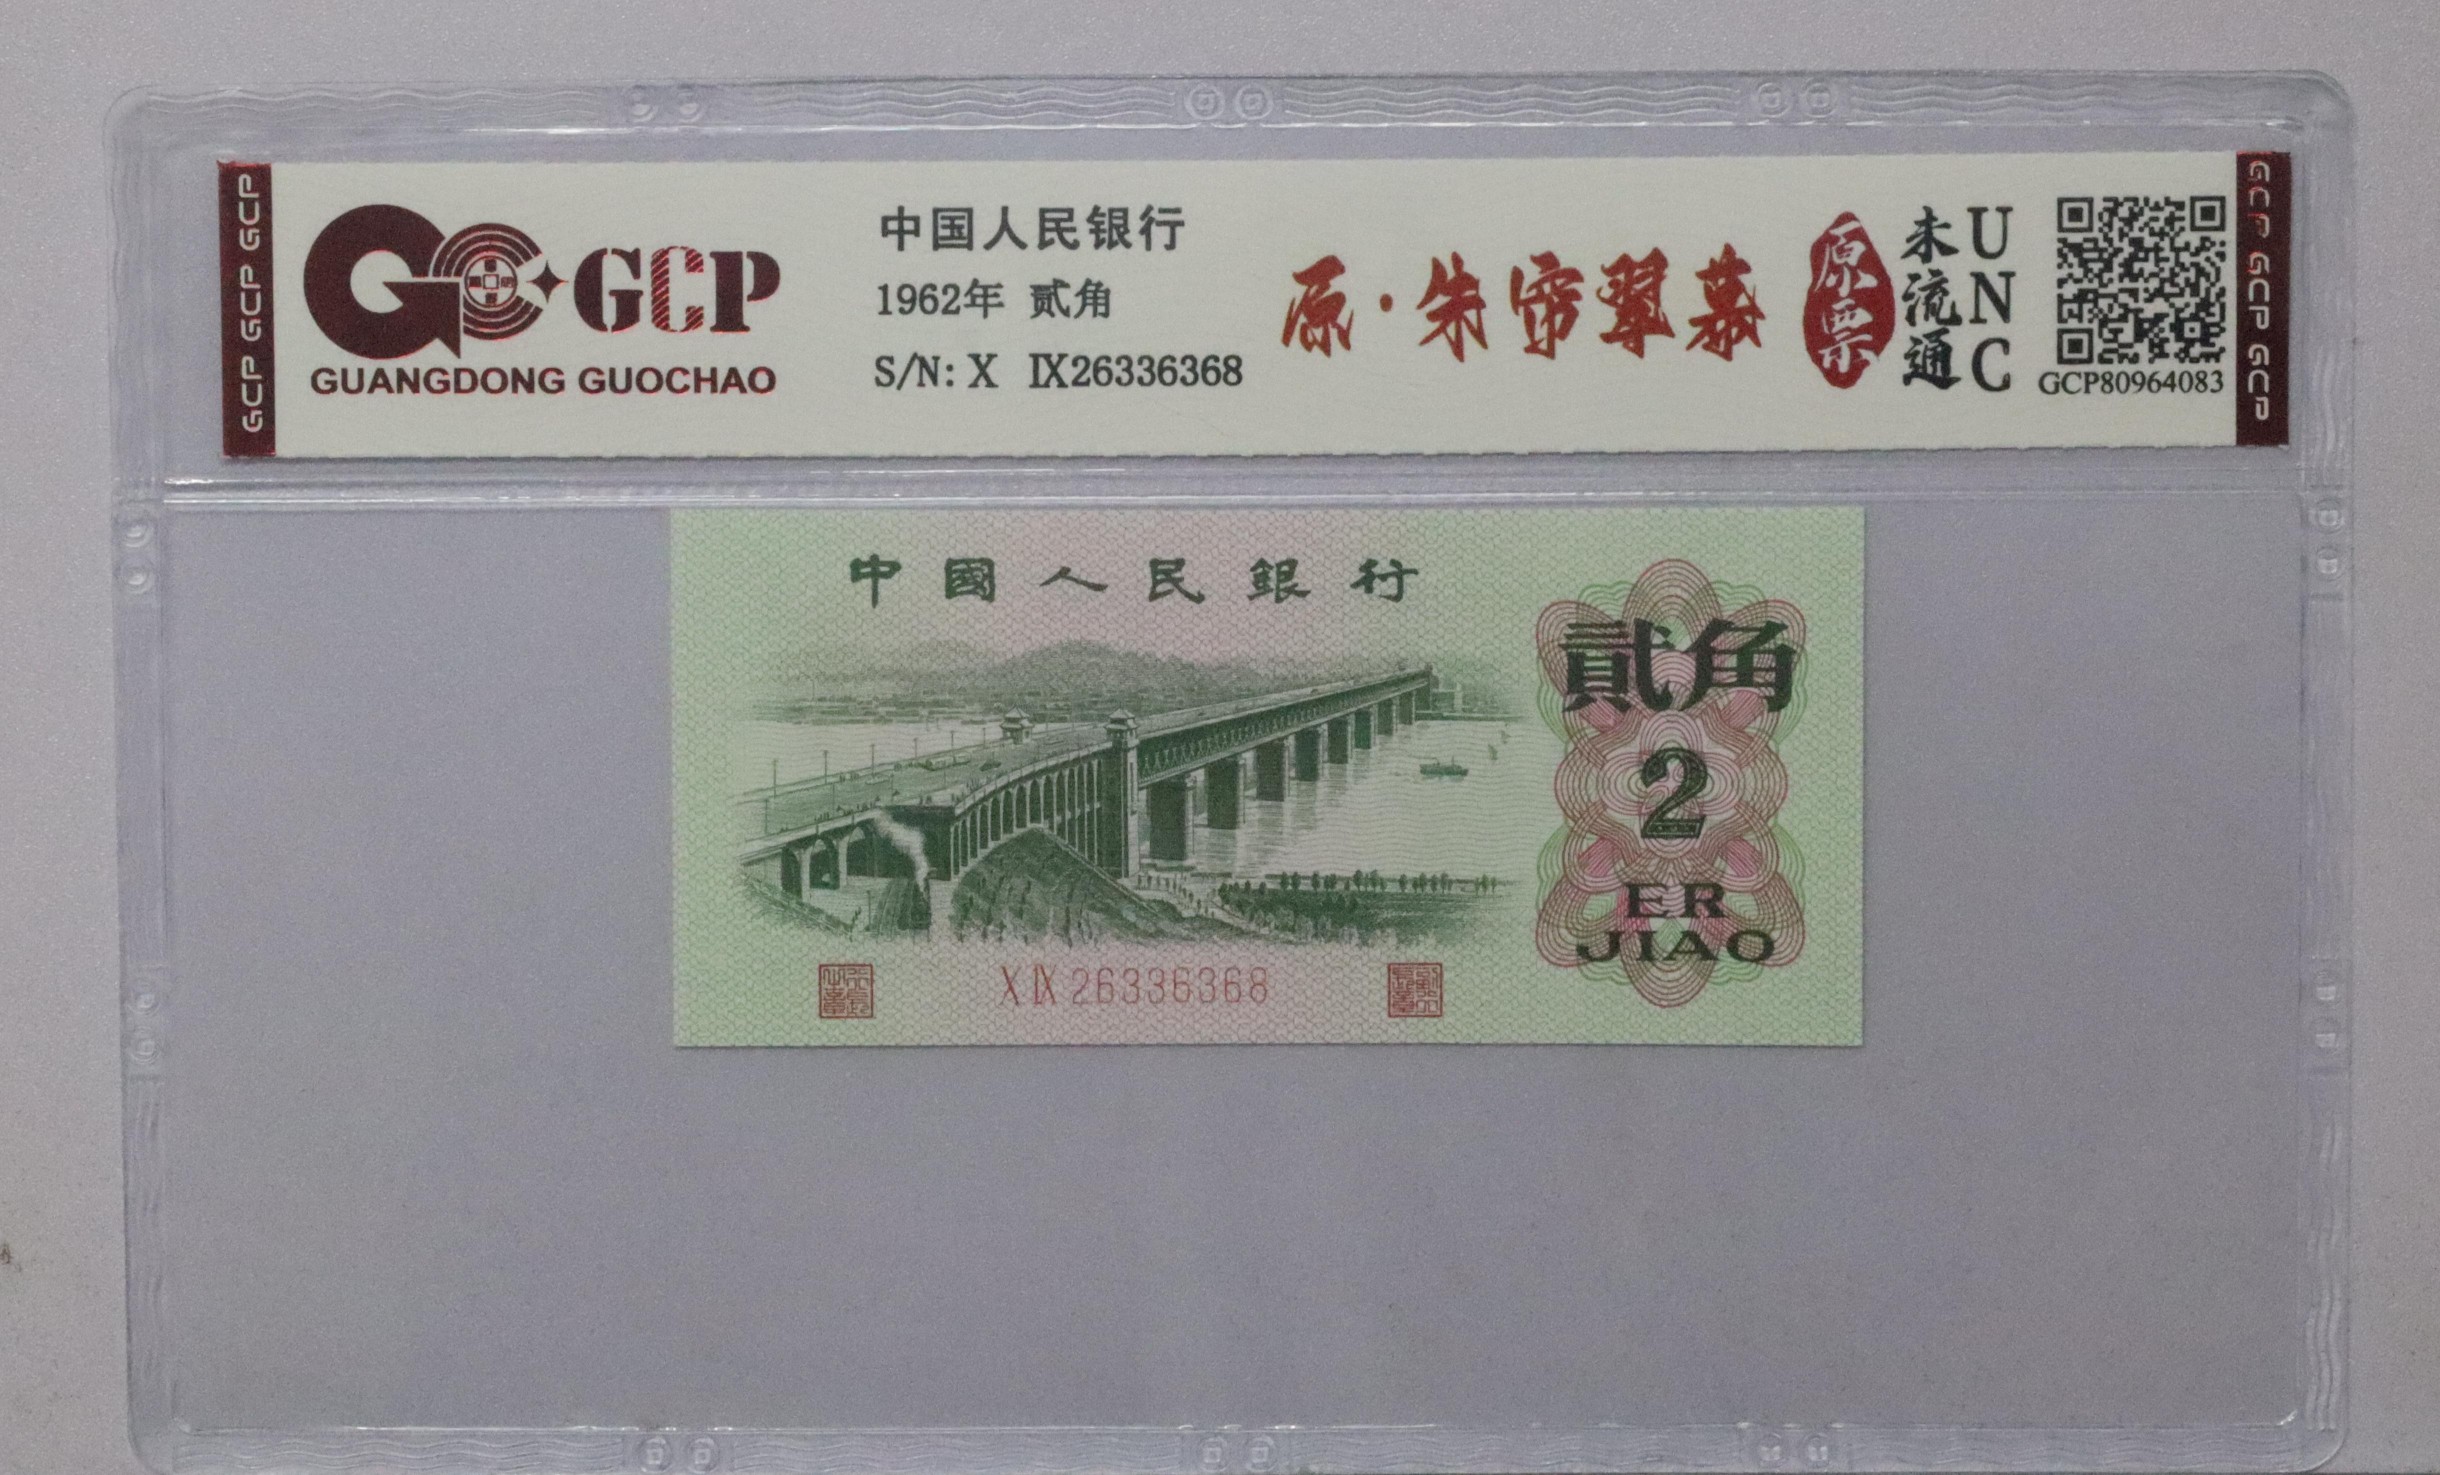 GCP GCP GCP
GCP
GUANGDONG GUOCHAO
中国人民银行
1962年 贰角
S/N: X Ⅸ26336368
原·朱帘翠幕
原票
未流通
UNC
GCP80964083
GCP GCP GCP
中國人民銀行
貳角
2
ER
JIAO
X Ⅸ 26336368